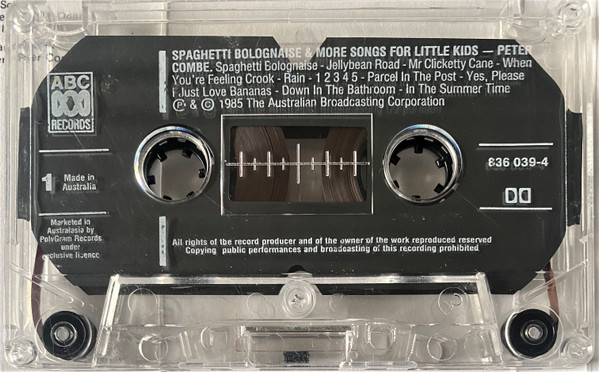 SPAGHETTI BOLOGNAISE & MORE SONGS FOR LITTLE KIDS — PETER
COMBE. Spaghetti Bolognaise - Jellybean Road - Mr Clicketty Cane - When
You're Feeling Crook - Rain - 1 2 3 4 5 - Parcel In The Post - Yes, Please
I Just Love Bananas - Down In The Bathroom - In The Summer Time
℗ & © 1985 The Australian Broadcasting Corporation
ABC
RECORDS
1
Made in
Australia
836 039-4
Marketed in
Australasia by
PolyGram Records
under
exclusive licence
All rights of the record producer and of the owner of the work reproduced reserved
Copying public performances and broadcasting of this recording prohibited